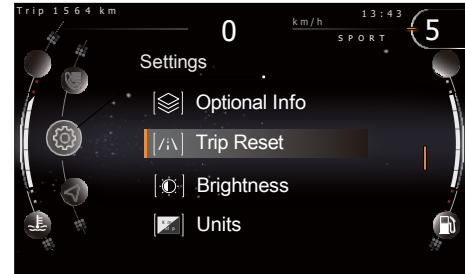 Trip 1564 km
13:43
0
km/h
SPORT
5
Settings
Optional Info
Trip Reset
Brightness
Units